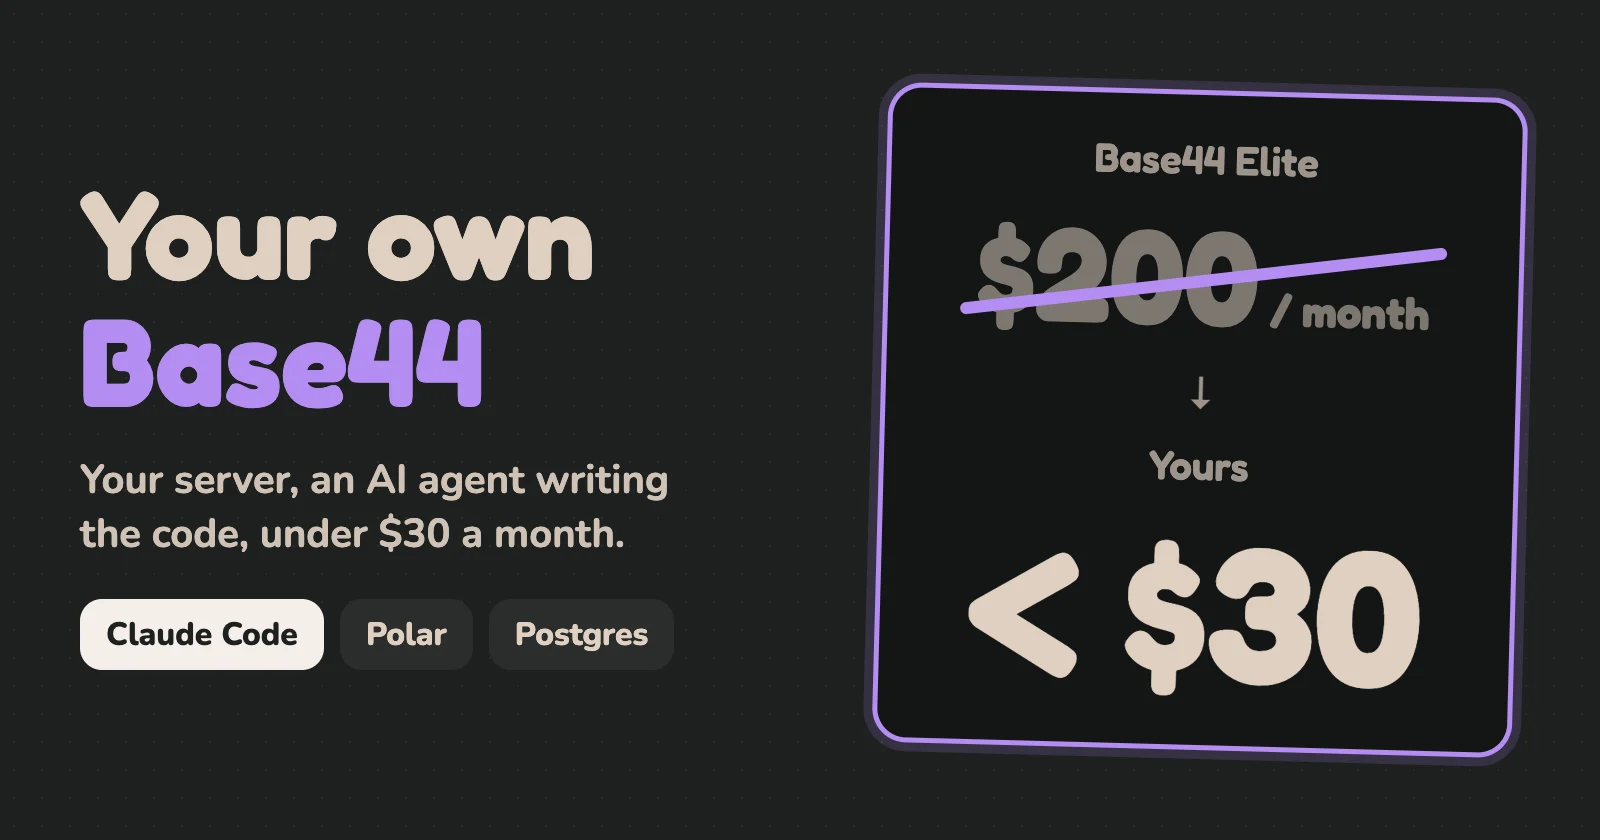 Your own
Base44
Your server, an AI agent writing
the code, under $30 a month.
Claude Code
Polar
Postgres
Base44 Elite
$200 / month
↓
Yours
< $30